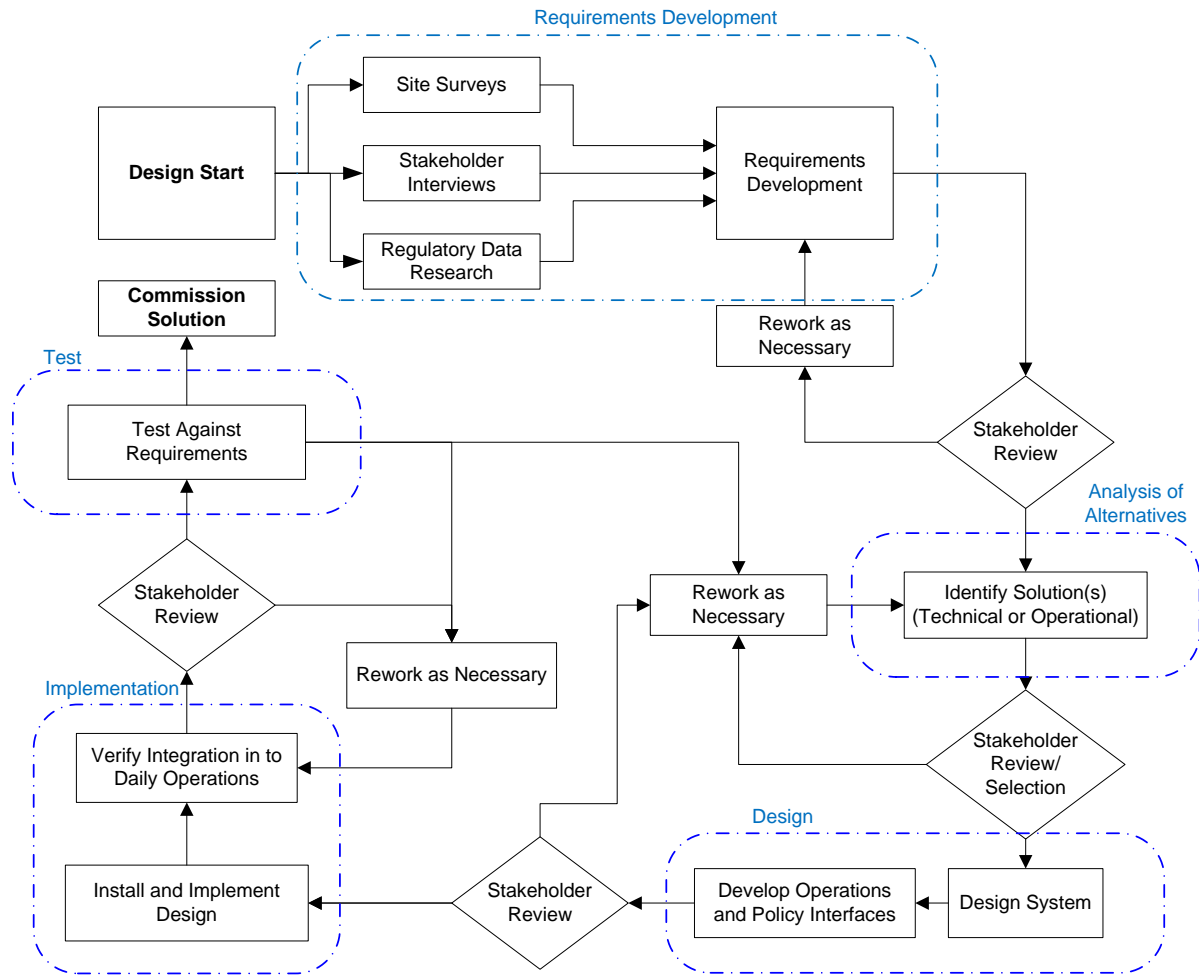 Requirements Development
Site Surveys
Design Start
Stakeholder
Interviews
Requirements
Development
Regulatory Data
Research
Commission
Solution
Rework as
Necessary
Test
Test Against
Requirements
Stakeholder
Review
Analysis of
Alternatives
Stakeholder
Review
Rework as
Necessary
Identify Solution(s)
(Technical or Operational)
Rework as Necessary
Implementation
Verify Integration in to
Daily Operations
Stakeholder
Review/
Selection
Design
Install and Implement
Design
Stakeholder
Review
Develop Operations
and Policy Interfaces
Design System